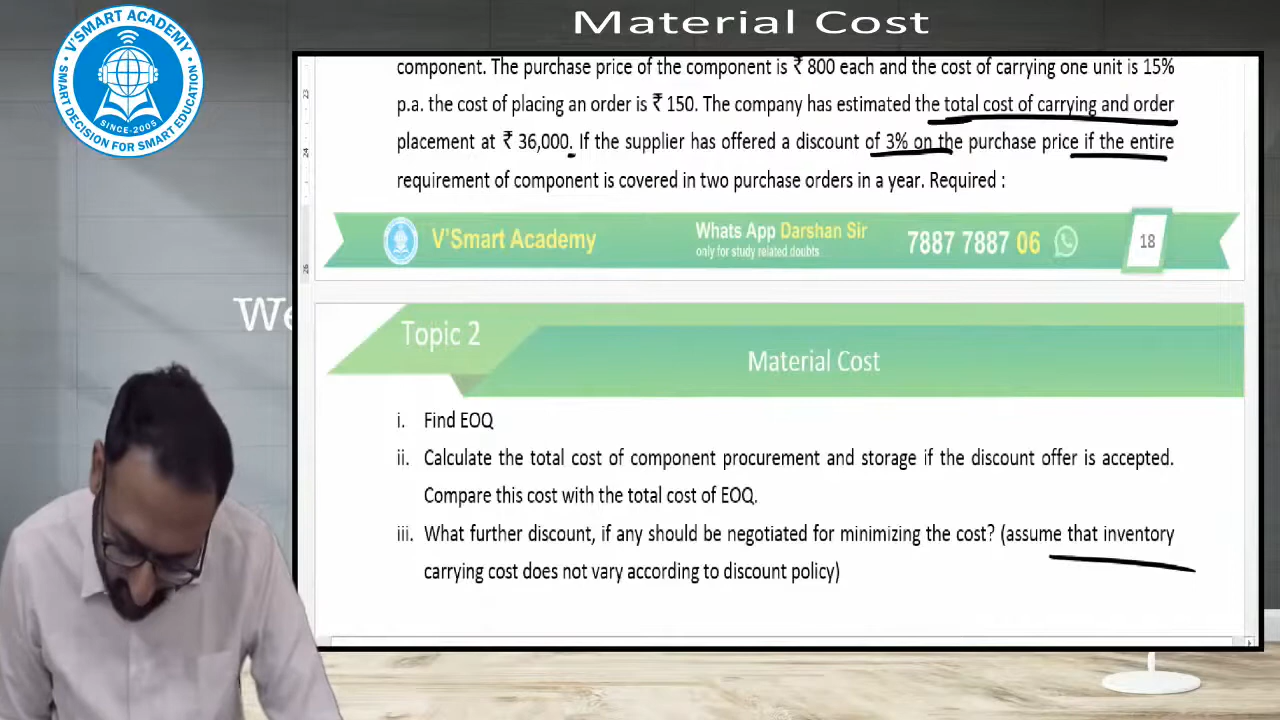 Material Cost
V'SMART ACADEMY
SMART DECISION FOR SMART EDUCATION
SINCE-2005
component. The purchase price of the component is ₹ 800 each and the cost of carrying one unit is 15%
p.a. the cost of placing an order is ₹ 150. The company has estimated the total cost of carrying and order
placement at ₹ 36,000. If the supplier has offered a discount of 3% on the purchase price if the entire
requirement of component is covered in two purchase orders in a year. Required :
V'Smart Academy
Whats App Darshan Sir
only for study related doubts
7887 7887 06
18
We
Topic 2
Material Cost
i. Find EOQ
ii. Calculate the total cost of component procurement and storage if the discount offer is accepted.
Compare this cost with the total cost of EOQ.
iii. What further discount, if any should be negotiated for minimizing the cost? (assume that inventory
carrying cost does not vary according to discount policy)
23
24
26